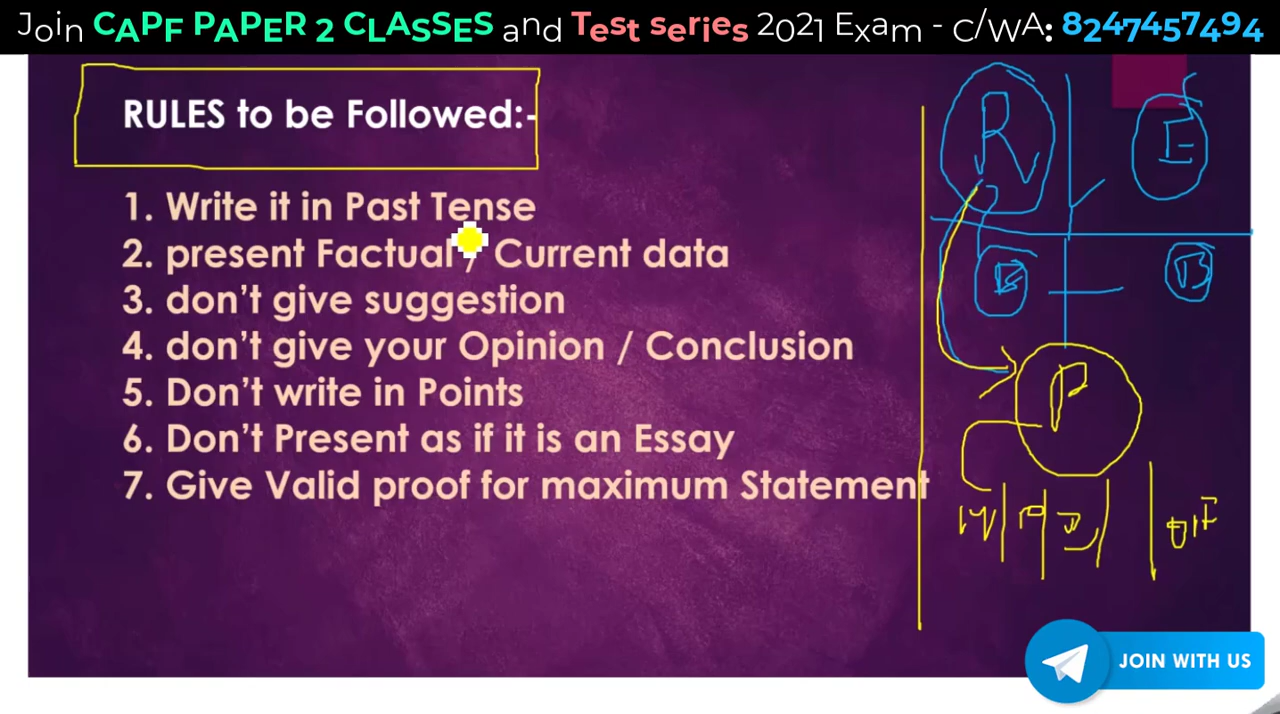 Join CAPF PAPER 2 CLASSES and Test series 2021 Exam - C/WA: 8247457494
RULES to be Followed:-
1. Write it in Past Tense
2. present Factual / Current data
3. don't give suggestion
4. don't give your Opinion / Conclusion
5. Don't write in Points
6. Don't Present as if it is an Essay
7. Give Valid proof for maximum Statement
R
E
B
P
JOIN WITH US